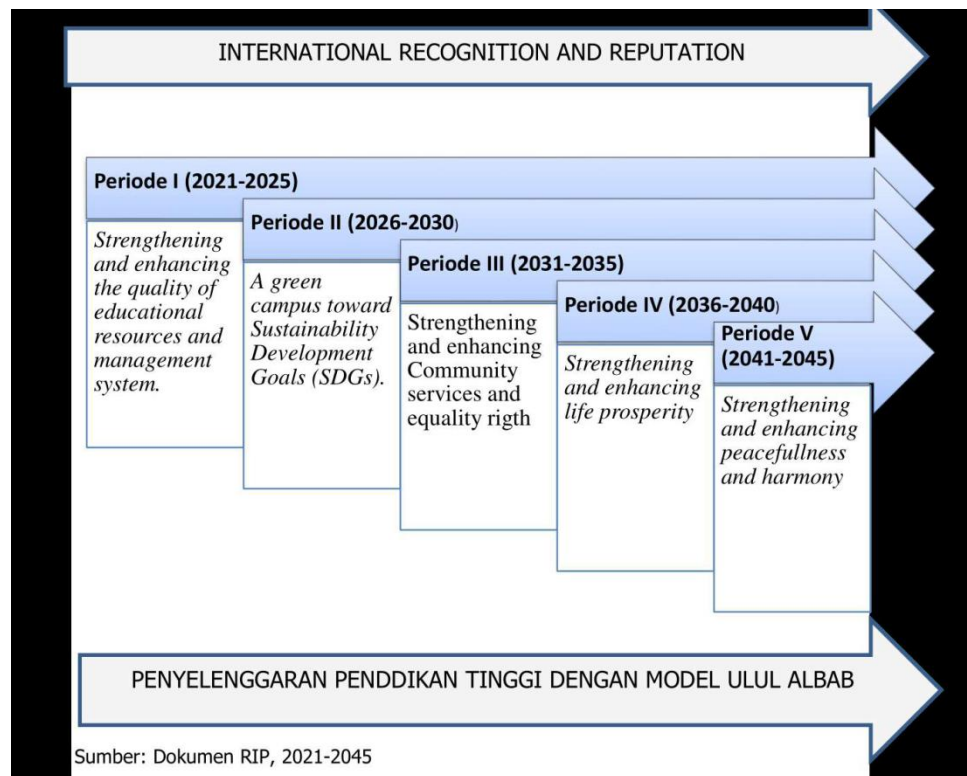 INTERNATIONAL RECOGNITION AND REPUTATION
Periode I (2021-2025)
Strengthening
and enhancing
the quality of
educational
resources and
management
system.
Periode II (2026-2030)
A green
campus toward
Sustainability
Development
Goals (SDGs).
Periode III (2031-2035)
Strengthening
and enhancing
Community
services and
equality rigth
Periode IV (2036-2040)
Strengthening
and enhancing
life prosperity
Periode V
(2041-2045)
Strengthening
and enhancing
peacefullness
and harmony
PENYELENGGARAN PENDDIKAN TINGGI DENGAN MODEL ULUL ALBAB
Sumber: Dokumen RIP, 2021-2045